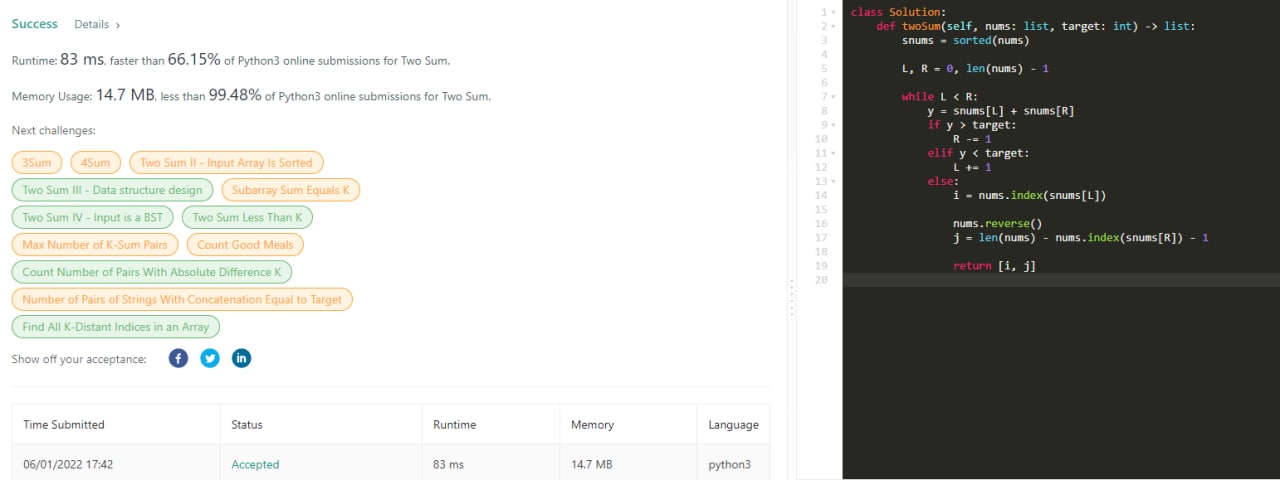 Success Details ›
Runtime: 83 ms, faster than 66.15% of Python3 online submissions for Two Sum.
Memory Usage: 14.7 MB, less than 99.48% of Python3 online submissions for Two Sum.
Next challenges:
3Sum 4Sum Two Sum II - Input Array Is Sorted
Two Sum III - Data structure design Subarray Sum Equals K
Two Sum IV - Input is a BST Two Sum Less Than K
Max Number of K-Sum Pairs Count Good Meals
Count Number of Pairs With Absolute Difference K
Number of Pairs of Strings With Concatenation Equal to Target
Find All K-Distant Indices in an Array
Show off your acceptance: f in
Time Submitted Status Runtime Memory Language
06/01/2022 17:42 Accepted 83 ms 14.7 MB python3
1 class Solution:
2     def twoSum(self, nums: list, target: int) -> list:
3         snums = sorted(nums)
4
5         L, R = 0, len(nums) - 1
6
7         while L < R:
8             y = snums[L] + snums[R]
9             if y > target:
10                 R -= 1
11             elif y < target:
12                 L += 1
13             else:
14                 i = nums.index(snums[L])
15
16                 nums.reverse()
17                 j = len(nums) - nums.index(snums[R]) - 1
18
19                 return [i, j]
20